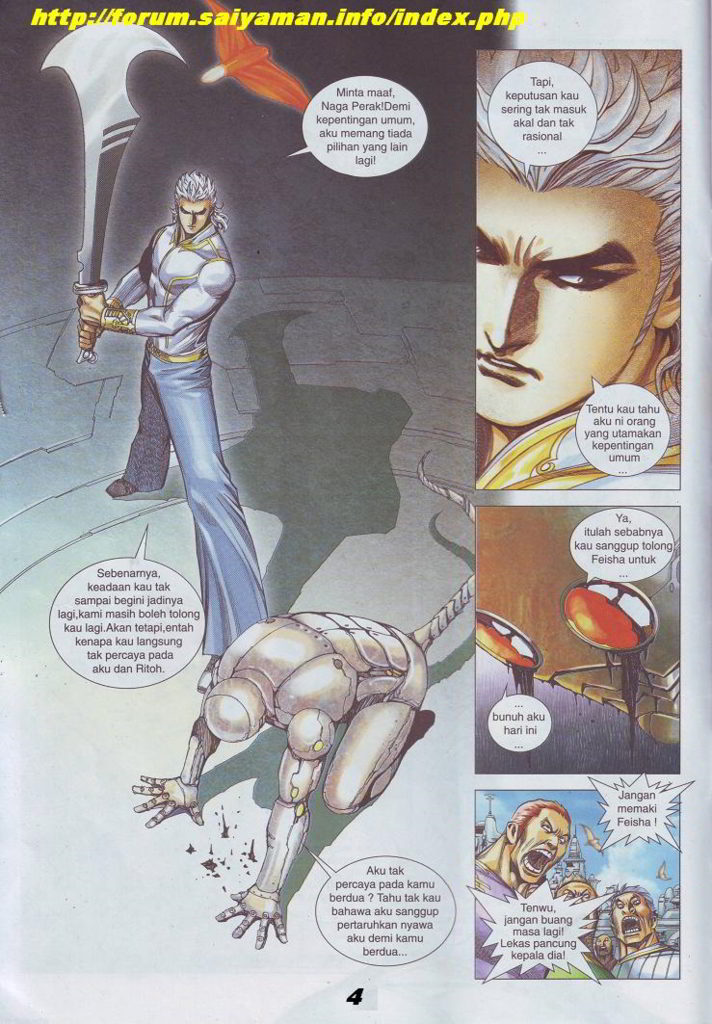 http://forum.saiyaman.info/index.php
Minta maaf,
Naga Perak!Demi
kepentingan umum,
aku memang tiada
pilihan yang lain
lagi!
Sebenarnya,
keadaan kau tak
sampai begini jadinya
lagi,kami masih boleh tolong
kau lagi.Akan tetapi,entah
kenapa kau langsung
tak percaya pada
aku dan Ritoh.
Aku tak
percaya pada kamu
berdua ? Tahu tak kau
bahawa aku sanggup
pertaruhkan nyawa
aku demi kamu
berdua...
Tapi,
keputusan kau
sering tak masuk
akal dan tak
rasional
...
Tentu kau tahu
aku ni orang
yang utamakan
kepentingan
umum
...
Ya,
itulah sebabnya
kau sanggup tolong
Feisha untuk
...
...
bunuh aku
hari ini
...
Jangan
memaki
Feisha !
Tenwu,
jangan buang
masa lagi!
Lekas pancung
kepala dia!
4